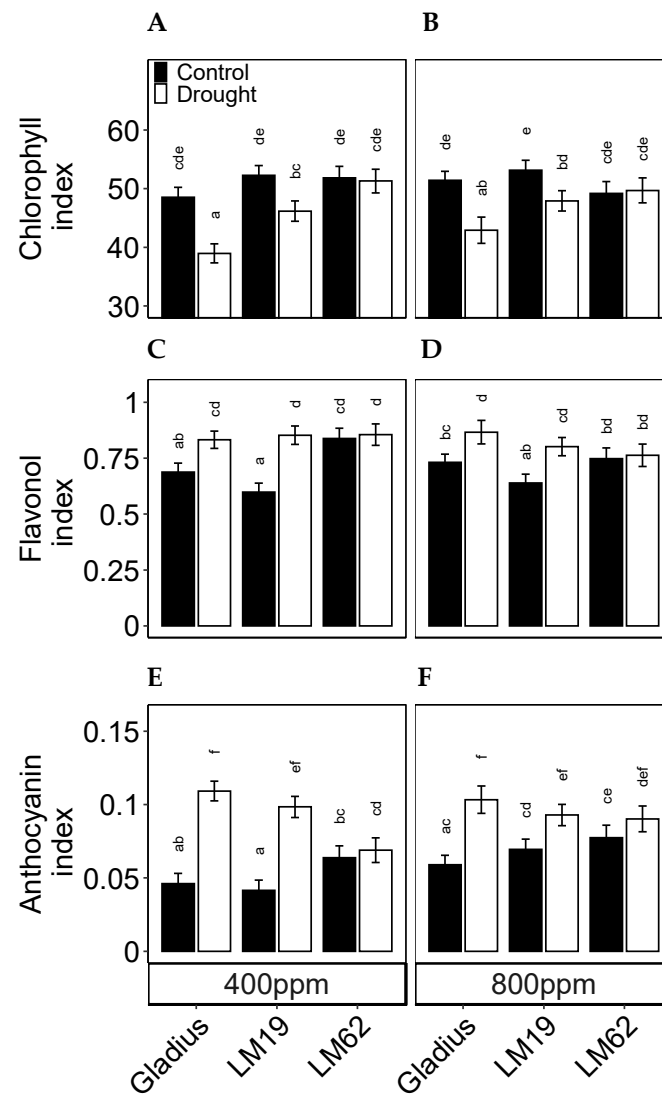 A
B
Control
Drought
Chlorophyll
index
60
50
40
30
cde
a
de
bc
de
cde
de
ab
e
bd
cde
cde
C
D
Flavonol
index
1
0.75
0.5
0.25
0
ab
cd
a
d
cd
d
bc
d
ab
cd
bd
bd
E
F
Anthocyanin
index
0.15
0.1
0.05
0
ab
f
a
ef
bc
cd
ac
f
cd
ef
ce
def
400ppm
800ppm
Gladius
LM19
LM62
Gladius
LM19
LM62